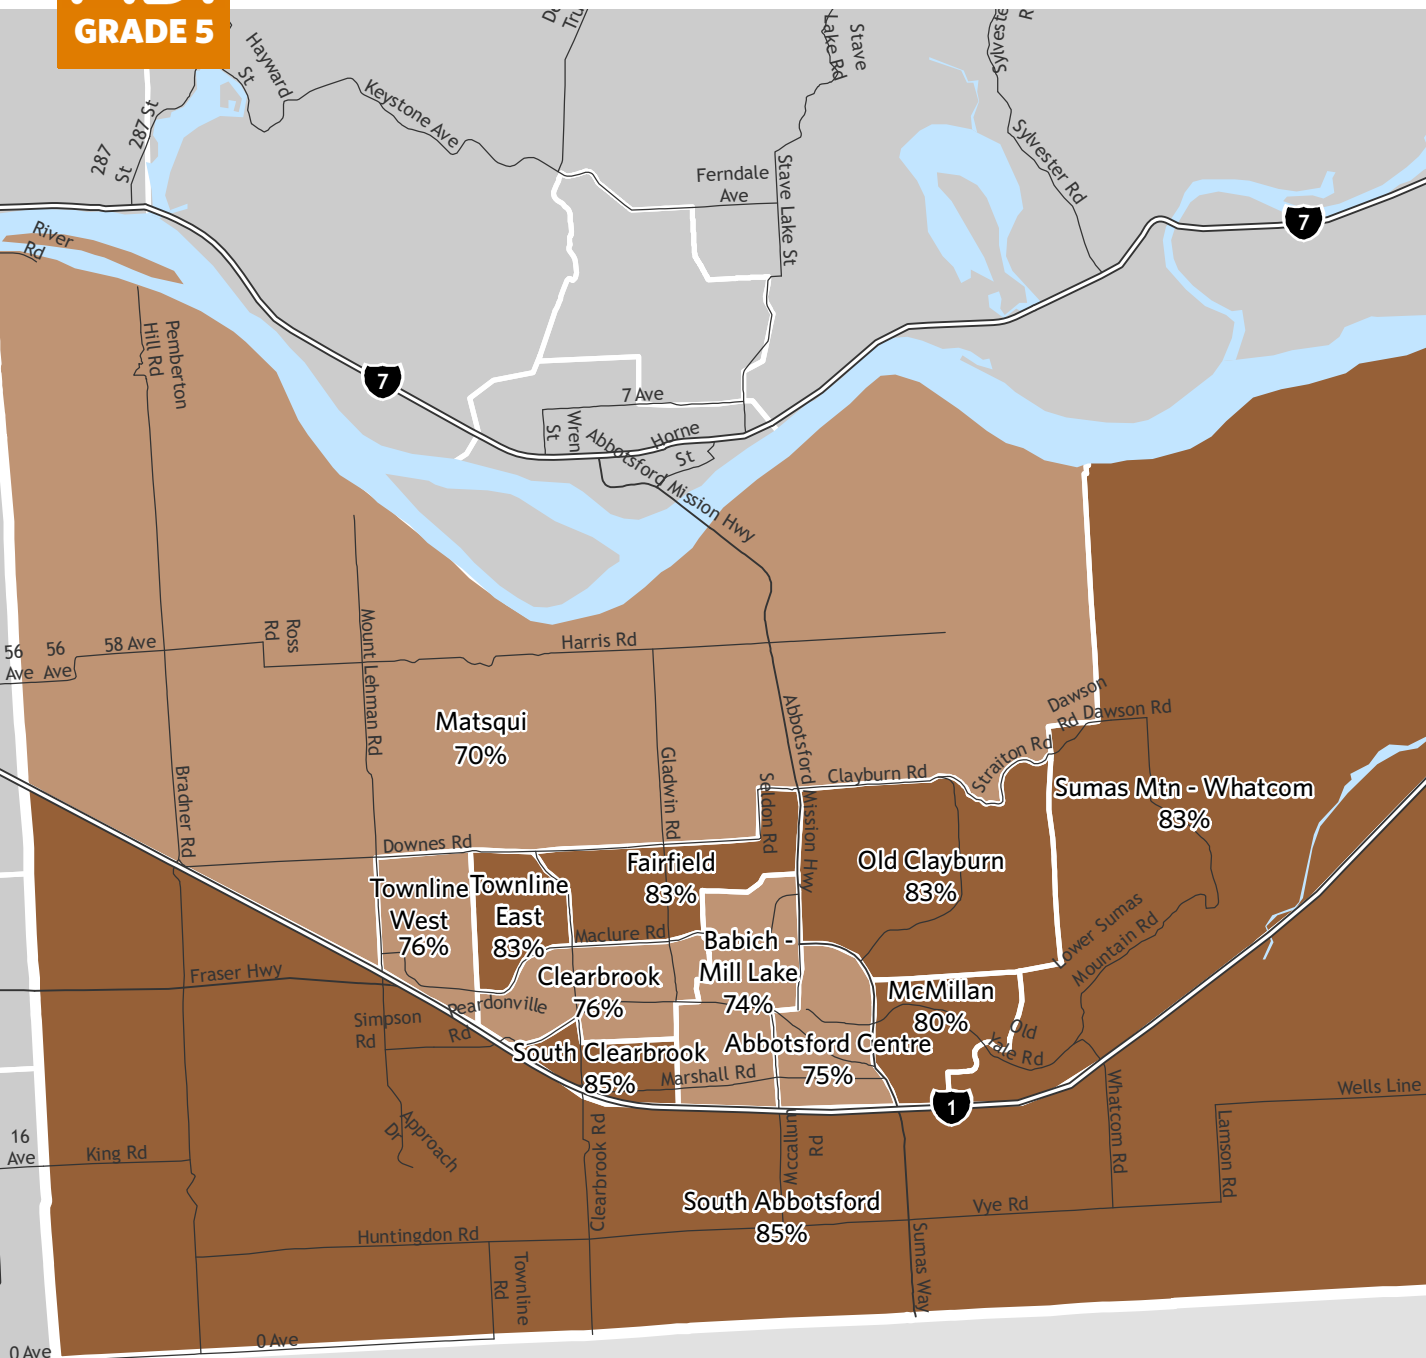 GRADE 5
Hayward
St
Keystone Ave
287 St
287
St
Stave
Lake Rd
Sylvester Rd
Ferndale
Ave
Stave Lake St
River
Rd
7
7
Pemberton
Hill Rd
7 Ave
Wren
St
Horne
St
Abbotsford Mission Hwy
Harris Rd
Ross
Rd
58 Ave
56
Ave
56
Ave
Mount Lehman Rd
Matsqui
70%
Gladwin Rd
Abbotsford Mission Hwy
Dawson
Rd
Dawson Rd
Straiton Rd
Clayburn Rd
Seldon Rd
Bradner Rd
Sumas Mtn - Whatcom
83%
Downes Rd
Fairfield
83%
Old Clayburn
83%
Townline
West
76%
Townline
East
83%
Maclure Rd
Babich -
Mill Lake
74%
Lower Sumas
Mountain Rd
Fraser Hwy
Clearbrook
76%
McMillan
80%
Peardonville
Rd
Simpson
Rd
Old
Yale Rd
South Clearbrook
85%
Abbotsford Centre
75%
Marshall Rd
1
Wells Line
Whatcom Rd
Lamson Rd
Approach
Dr
Clearbrook Rd
Mccallum
Rd
16
Ave
King Rd
South Abbotsford
85%
Vye Rd
Huntingdon Rd
Townline
Rd
Sumas Way
0 Ave
0 Ave